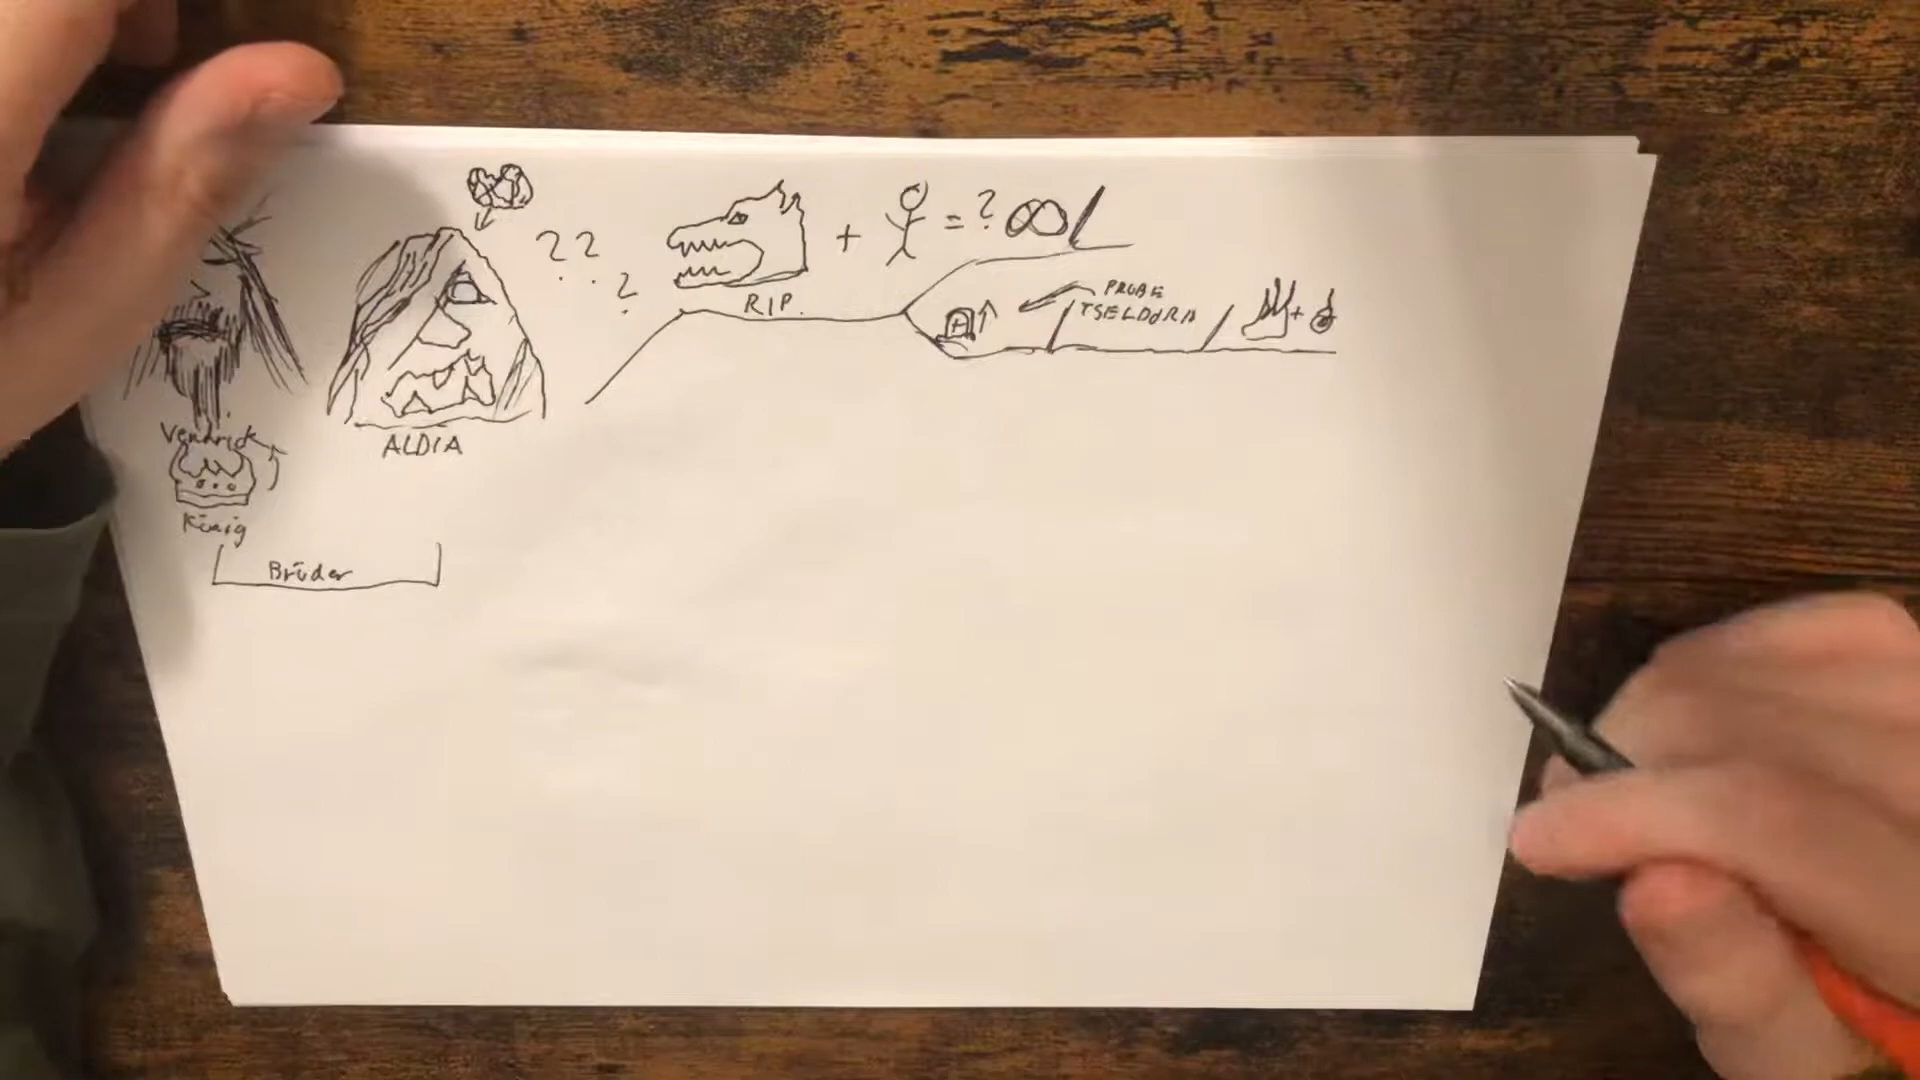 ? ?
?
+
= ?
RIP.
PROBE
TSELDORA
+
Vendrick
ALDIA
König
Brüder